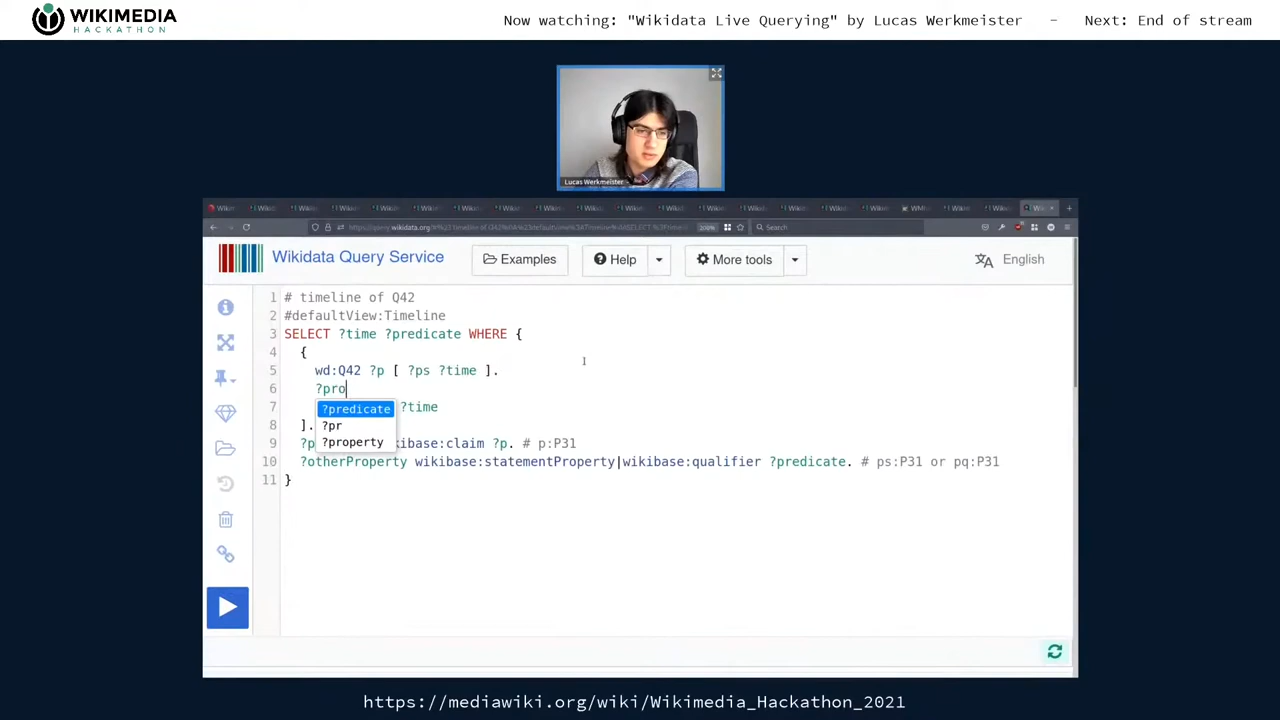 WIKIMEDIA
HACKATHON
Now watching: "Wikidata Live Querying" by Lucas Werkmeister - Next: End of stream
Lucas Werkmeister
Search
Wikidata Query Service
Examples
Help
More tools
English
1 # timeline of Q42
2 #defaultView:Timeline
3 SELECT ?time ?predicate WHERE {
4 {
5 wd:Q42 ?p [ ?ps ?time ].
6 ?pro
7 ?time
?predicate
?pr
?property
8 ].
9 ?p kibase:claim ?p. # p:P31
10 ?otherProperty wikibase:statementProperty|wikibase:qualifier ?predicate. # ps:P31 or pq:P31
11 }
https://mediawiki.org/wiki/Wikimedia_Hackathon_2021